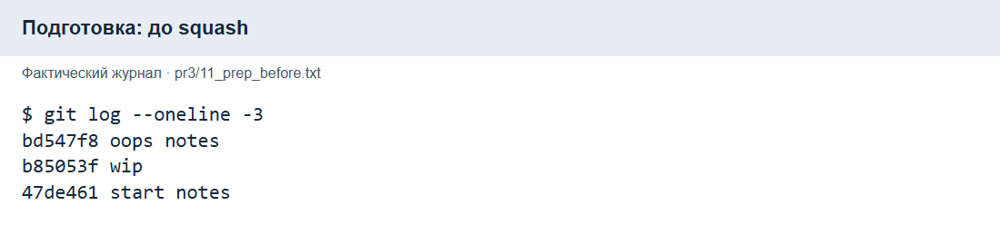 Подготовка: до squash
Фактический журнал · pr3/11_prep_before.txt
$ git log --oneline -3
bd547f8 oops notes
b85053f wip
47de461 start notes